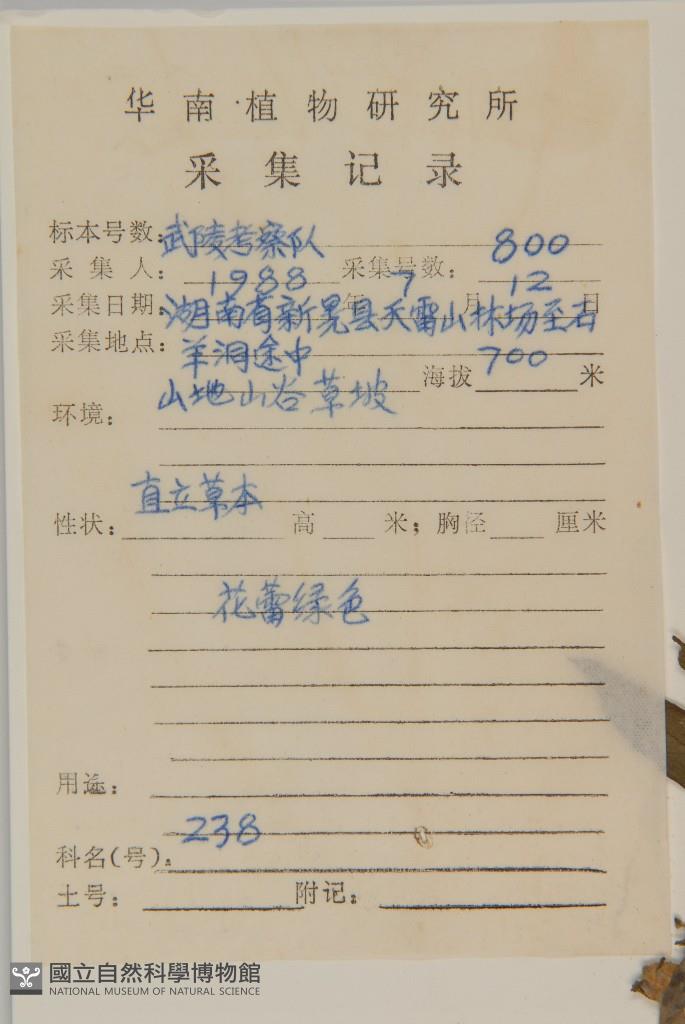 华南植物研究所
采集记录
标本号数：
武陵考察队 800
采集人： 采集号数：
1988 7 12
采集日期： 年 月 日
湖南省新晃县天雷山林场至右
采集地点：
羊洞途中 700
海拔 米
山地山谷草坡
环境：
直立草本
性状： 高 米；胸径 厘米
花蕾绿色
用途：
238
科名(号)：
土号： 附记：
國立自然科學博物館
NATIONAL MUSEUM OF NATURAL SCIENCE